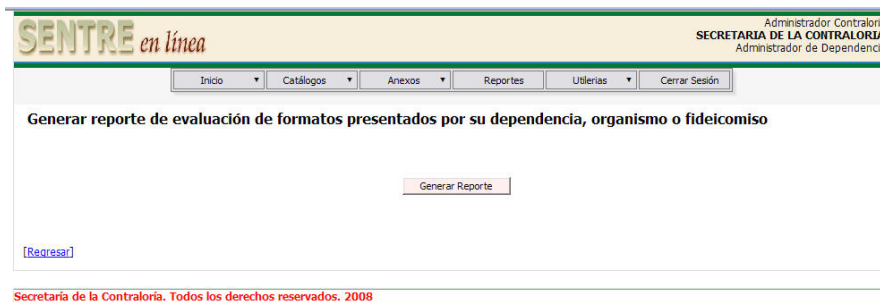 SENTRE en línea
Administrador Contralorí
SECRETARIA DE LA CONTRALORIA
Administrador de Dependenci
Inicio Catálogos Anexos Reportes Utilerias Cerrar Sesión
Generar reporte de evaluación de formatos presentados por su dependencia, organismo o fideicomiso
Generar Reporte
[Regresar]
Secretaría de la Contraloría. Todos los derechos reservados. 2008